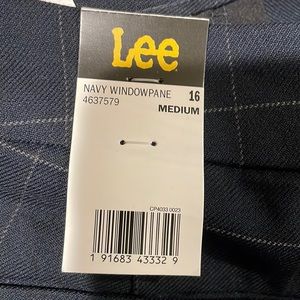 Lee
NAVY WINDOWPANE 16
4637579 MEDIUM
CP4033.0023
1 91683 43332 9